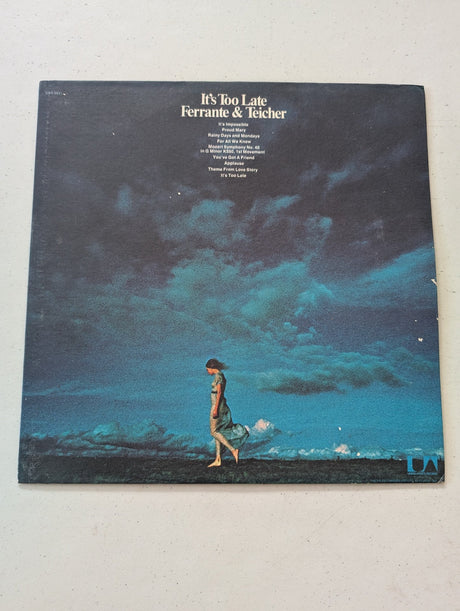 It's Too Late
Ferrante & Teicher
It's Impossible
Proud Mary
Rainy Days and Mondays
For All We Know
Mozart Symphony No. 40
in G Minor K550, 1st Movement
You've Got A Friend
Applause
Theme From Love Story
It's Too Late
UA